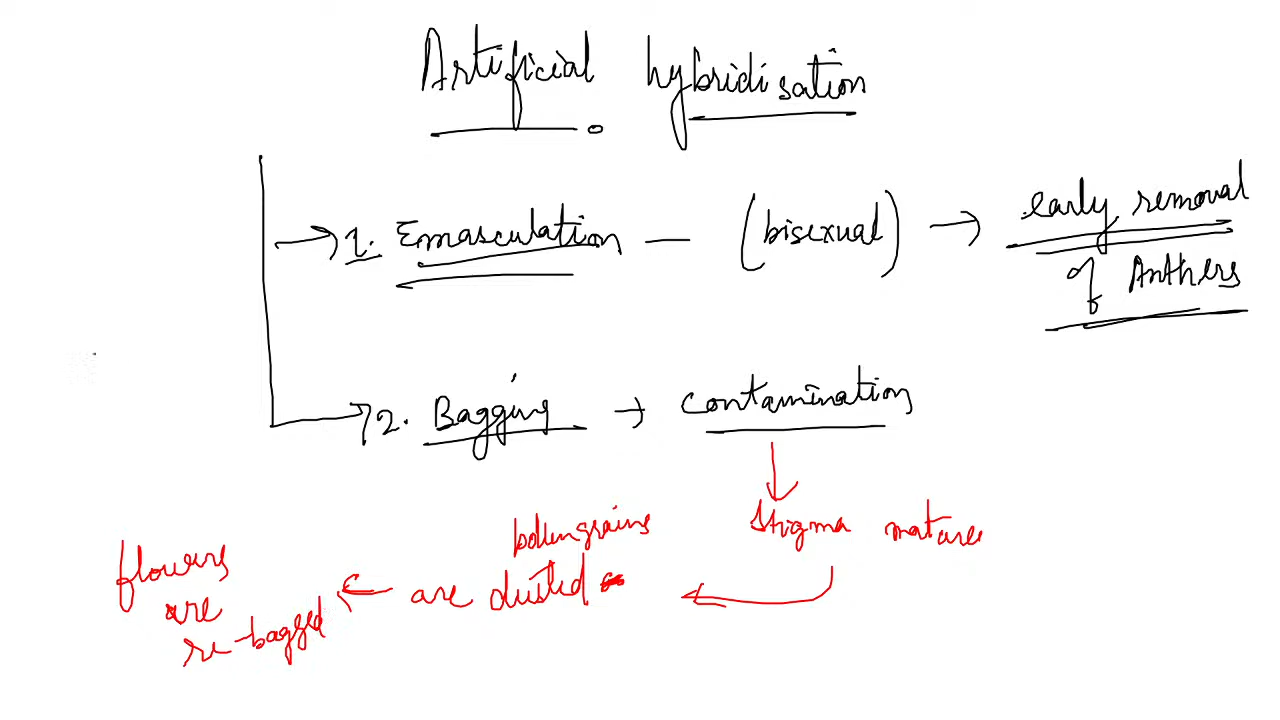 Artificial hybridisation
→ 1. Emasculation — (bisexual) → early removal
of Anthers
→ 2. Bagging → contamination
stigma matures
pollengrains
are dusted
flowers
are
re-bagged